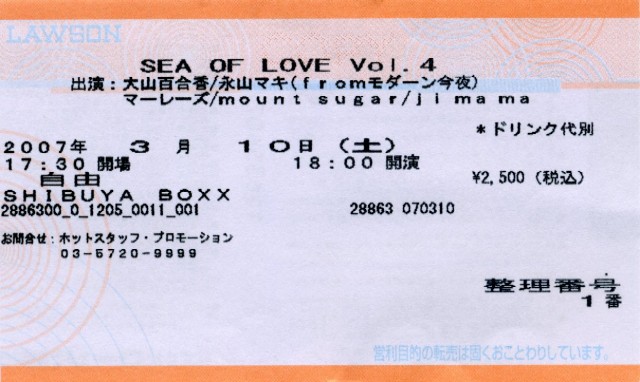 LAWSON
SEA OF LOVE Vol.4
出演：大山百合香/永山マキ(fromモダーン今夜)
マーレーズ/mount sugar/jimama
2007年 3月 10日 (土)
*ドリンク代別
17:30 開場 18:00 開演
自由 ¥2,500 (税込)
SHIBUYA BOXX
2886300_0_1205_0011_001 28863 070310
お問合せ：ホットスタッフ・プロモーション
03-5720-9999
整理番号
1番
営利目的の転売は固くおことわりしています。